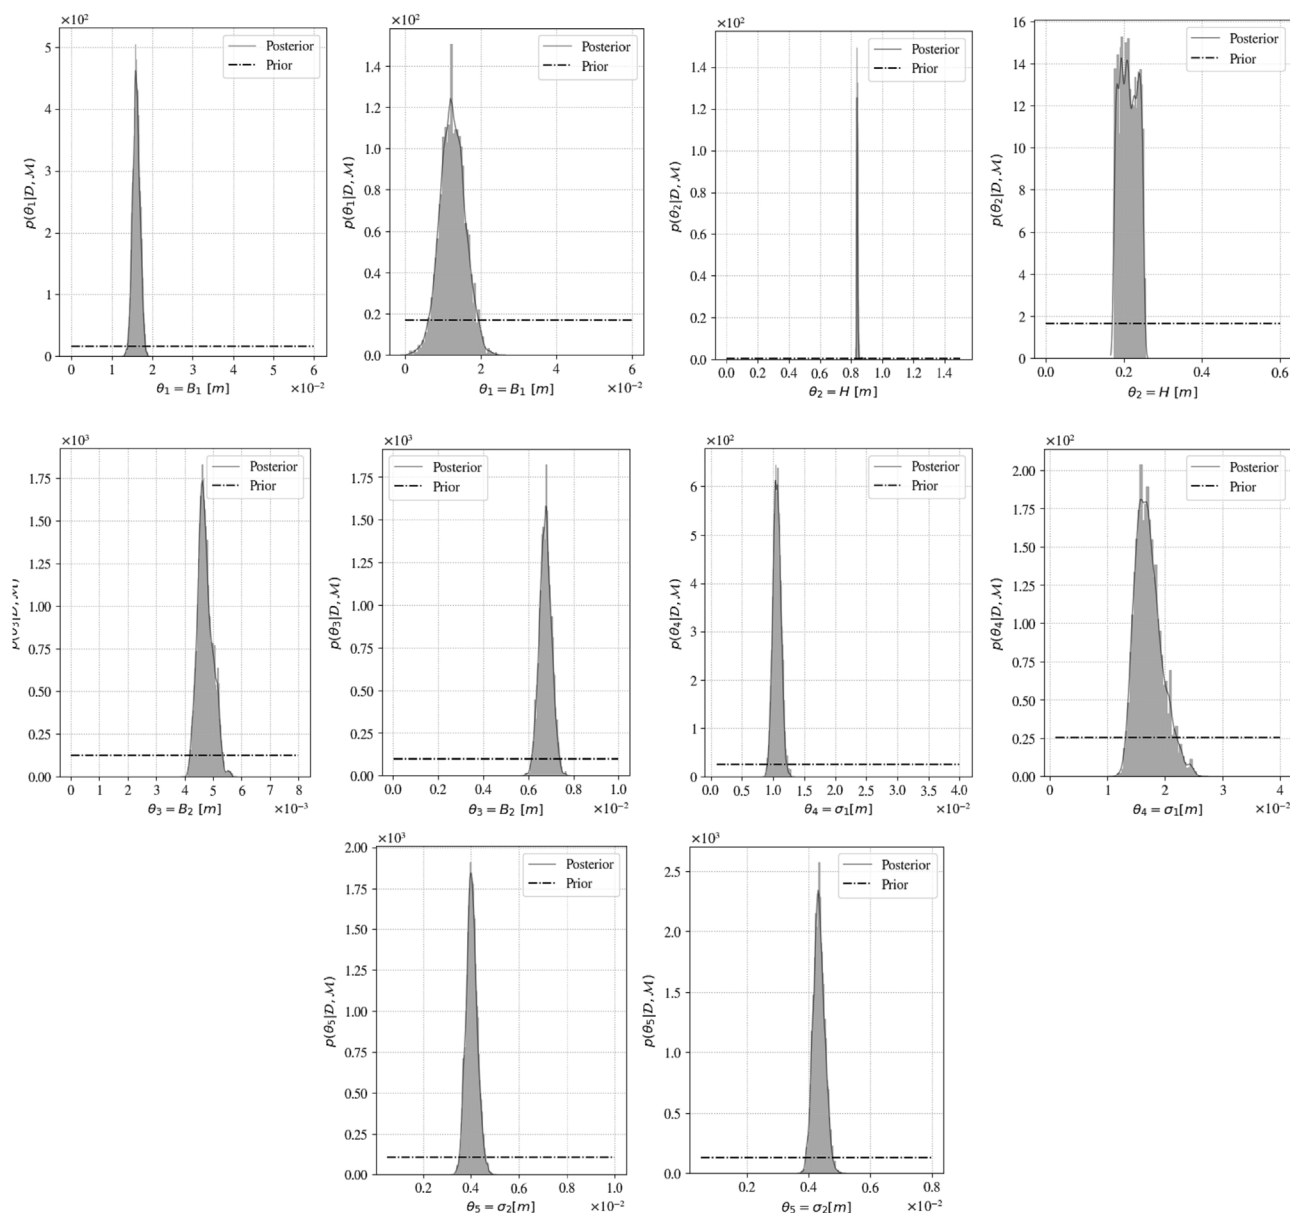 ×10²
Posterior
Prior
5
4
3
2
1
0
p(θ₁|D, M)
0 1 2 3 4 5 6
θ₁ = B₁ [m]
×10⁻²
×10²
Posterior
Prior
1.4
1.2
1.0
0.8
0.6
0.4
0.2
0.0
p(θ₁|D, M)
0 2 4 6
θ₁ = B₁ [m]
×10⁻²
×10²
Posterior
Prior
1.4
1.2
1.0
0.8
0.6
0.4
0.2
0.0
p(θ₂|D, M)
0.0 0.2 0.4 0.6 0.8 1.0 1.2 1.4
θ₂ = H [m]
Posterior
Prior
16
14
12
10
8
6
4
2
0
p(θ₂|D, M)
0.0 0.2 0.4 0.6
θ₂ = H [m]
×10³
Posterior
Prior
1.75
1.50
1.25
1.00
0.75
0.50
0.25
0.00
p(θ₃|D, M)
0 1 2 3 4 5 6 7 8
θ₃ = B₂ [m]
×10⁻³
×10³
Posterior
Prior
1.75
1.50
1.25
1.00
0.75
0.50
0.25
0.00
p(θ₃|D, M)
0.0 0.2 0.4 0.6 0.8 1.0
θ₃ = B₂ [m]
×10⁻²
×10²
Posterior
Prior
6
5
4
3
2
1
0
p(θ₄|D, M)
0.0 0.5 1.0 1.5 2.0 2.5 3.0 3.5 4.0
θ₄ = σ₁[m]
×10⁻²
×10²
Posterior
Prior
2.00
1.75
1.50
1.25
1.00
0.75
0.50
0.25
0.00
p(θ₄|D, M)
0 1 2 3 4
θ₄ = σ₁[m]
×10⁻²
×10³
Posterior
Prior
2.00
1.75
1.50
1.25
1.00
0.75
0.50
0.25
0.00
p(θ₅|D, M)
0.2 0.4 0.6 0.8 1.0
θ₅ = σ₂[m]
×10⁻²
×10³
Posterior
Prior
2.5
2.0
1.5
1.0
0.5
0.0
p(θ₅|D, M)
0.2 0.4 0.6 0.8
θ₅ = σ₂[m]
×10⁻²